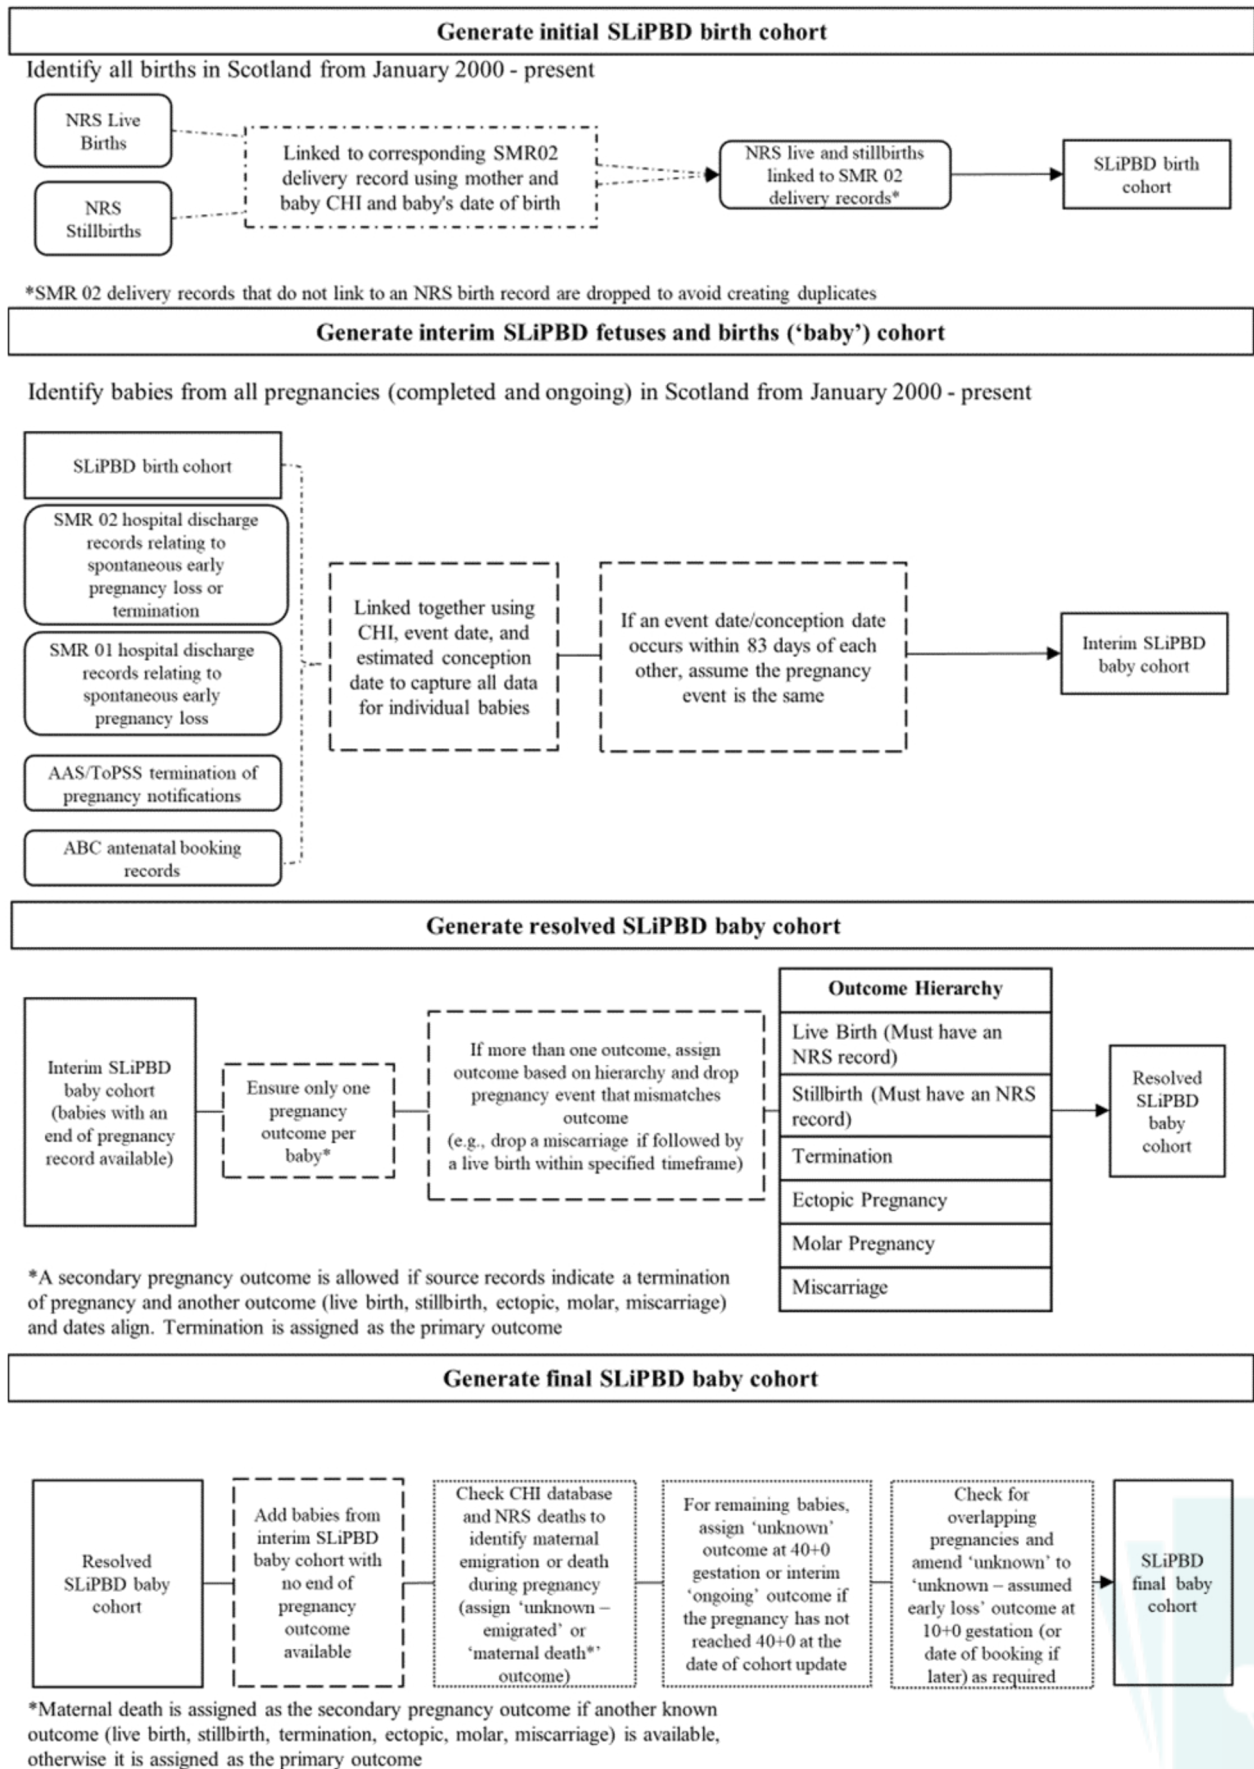 Generate initial SLiPBD birth cohort
Identify all births in Scotland from January 2000 - present
NRS Live
Births
NRS
Stillbirths
Linked to corresponding SMR02
delivery record using mother and
baby CHI and baby's date of birth
NRS live and stillbirths
linked to SMR 02
delivery records*
SLiPBD birth
cohort
*SMR 02 delivery records that do not link to an NRS birth record are dropped to avoid creating duplicates
Generate interim SLiPBD fetuses and births (‘baby’) cohort
Identify babies from all pregnancies (completed and ongoing) in Scotland from January 2000 - present
SLiPBD birth cohort
SMR 02 hospital discharge
records relating to
spontaneous early
pregnancy loss or
termination
SMR 01 hospital discharge
records relating to
spontaneous early
pregnancy loss
AAS/ToPSS termination of
pregnancy notifications
ABC antenatal booking
records
Linked together using
CHI, event date, and
estimated conception
date to capture all data
for individual babies
If an event date/conception date
occurs within 83 days of each
other, assume the pregnancy
event is the same
Interim SLiPBD
baby cohort
Generate resolved SLiPBD baby cohort
Interim SLiPBD
baby cohort
(babies with an
end of pregnancy
record available)
Ensure only one
pregnancy
outcome per
baby*
If more than one outcome, assign
outcome based on hierarchy and drop
pregnancy event that mismatches
outcome
(e.g., drop a miscarriage if followed by
a live birth within specified timeframe)
Outcome Hierarchy
Live Birth (Must have an
NRS record)
Stillbirth (Must have an NRS
record)
Termination
Ectopic Pregnancy
Molar Pregnancy
Miscarriage
Resolved
SLiPBD
baby
cohort
*A secondary pregnancy outcome is allowed if source records indicate a termination
of pregnancy and another outcome (live birth, stillbirth, ectopic, molar, miscarriage)
and dates align. Termination is assigned as the primary outcome
Generate final SLiPBD baby cohort
Resolved
SLiPBD baby
cohort
Add babies from
interim SLiPBD
baby cohort with
no end of
pregnancy
outcome
available
Check CHI database
and NRS deaths to
identify maternal
emigration or death
during pregnancy
(assign ‘unknown –
emigrated’ or
‘maternal death*’
outcome)
For remaining babies,
assign ‘unknown’
outcome at 40+0
gestation or interim
‘ongoing’ outcome if
the pregnancy has not
reached 40+0 at the
date of cohort update
Check for
overlapping
pregnancies and
amend ‘unknown’ to
‘unknown – assumed
early loss’ outcome at
10+0 gestation (or
date of booking if
later) as required
SLiPBD
final baby
cohort
*Maternal death is assigned as the secondary pregnancy outcome if another known
outcome (live birth, stillbirth, termination, ectopic, molar, miscarriage) is available,
otherwise it is assigned as the primary outcome